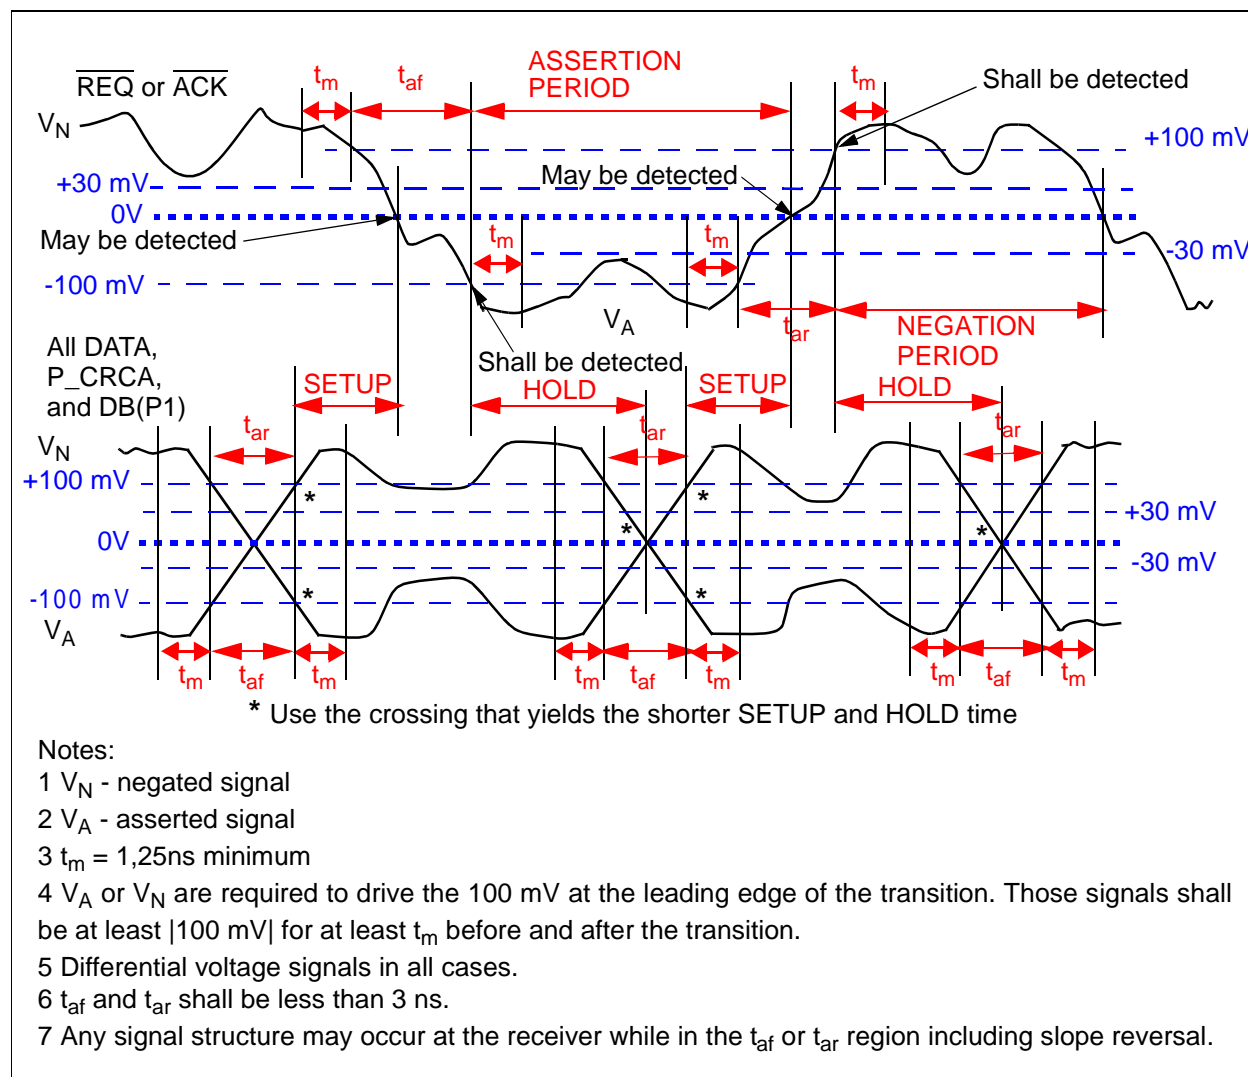 REQ or ACK
tm
taf
ASSERTION
PERIOD
tm
Shall be detected
VN
+100 mV
+30 mV
May be detected
0V
May be detected
tm
tm
-30 mV
-100 mV
VA
tar
NEGATION
PERIOD
All DATA,
P_CRCA,
and DB(P1)
Shall be detected
SETUP
HOLD
SETUP
HOLD
tar
tar
tar
VN
+100 mV
*
*
+30 mV
*
*
0V
-30 mV
-100 mV
*
*
VA
tm
taf
tm
tm
taf
tm
tm
taf
tm
* Use the crossing that yields the shorter SETUP and HOLD time
Notes:
1 VN - negated signal
2 VA - asserted signal
3 tm = 1,25ns minimum
4 VA or VN are required to drive the 100 mV at the leading edge of the transition. Those signals shall
be at least |100 mV| for at least tm before and after the transition.
5 Differential voltage signals in all cases.
6 taf and tar shall be less than 3 ns.
7 Any signal structure may occur at the receiver while in the taf or tar region including slope reversal.